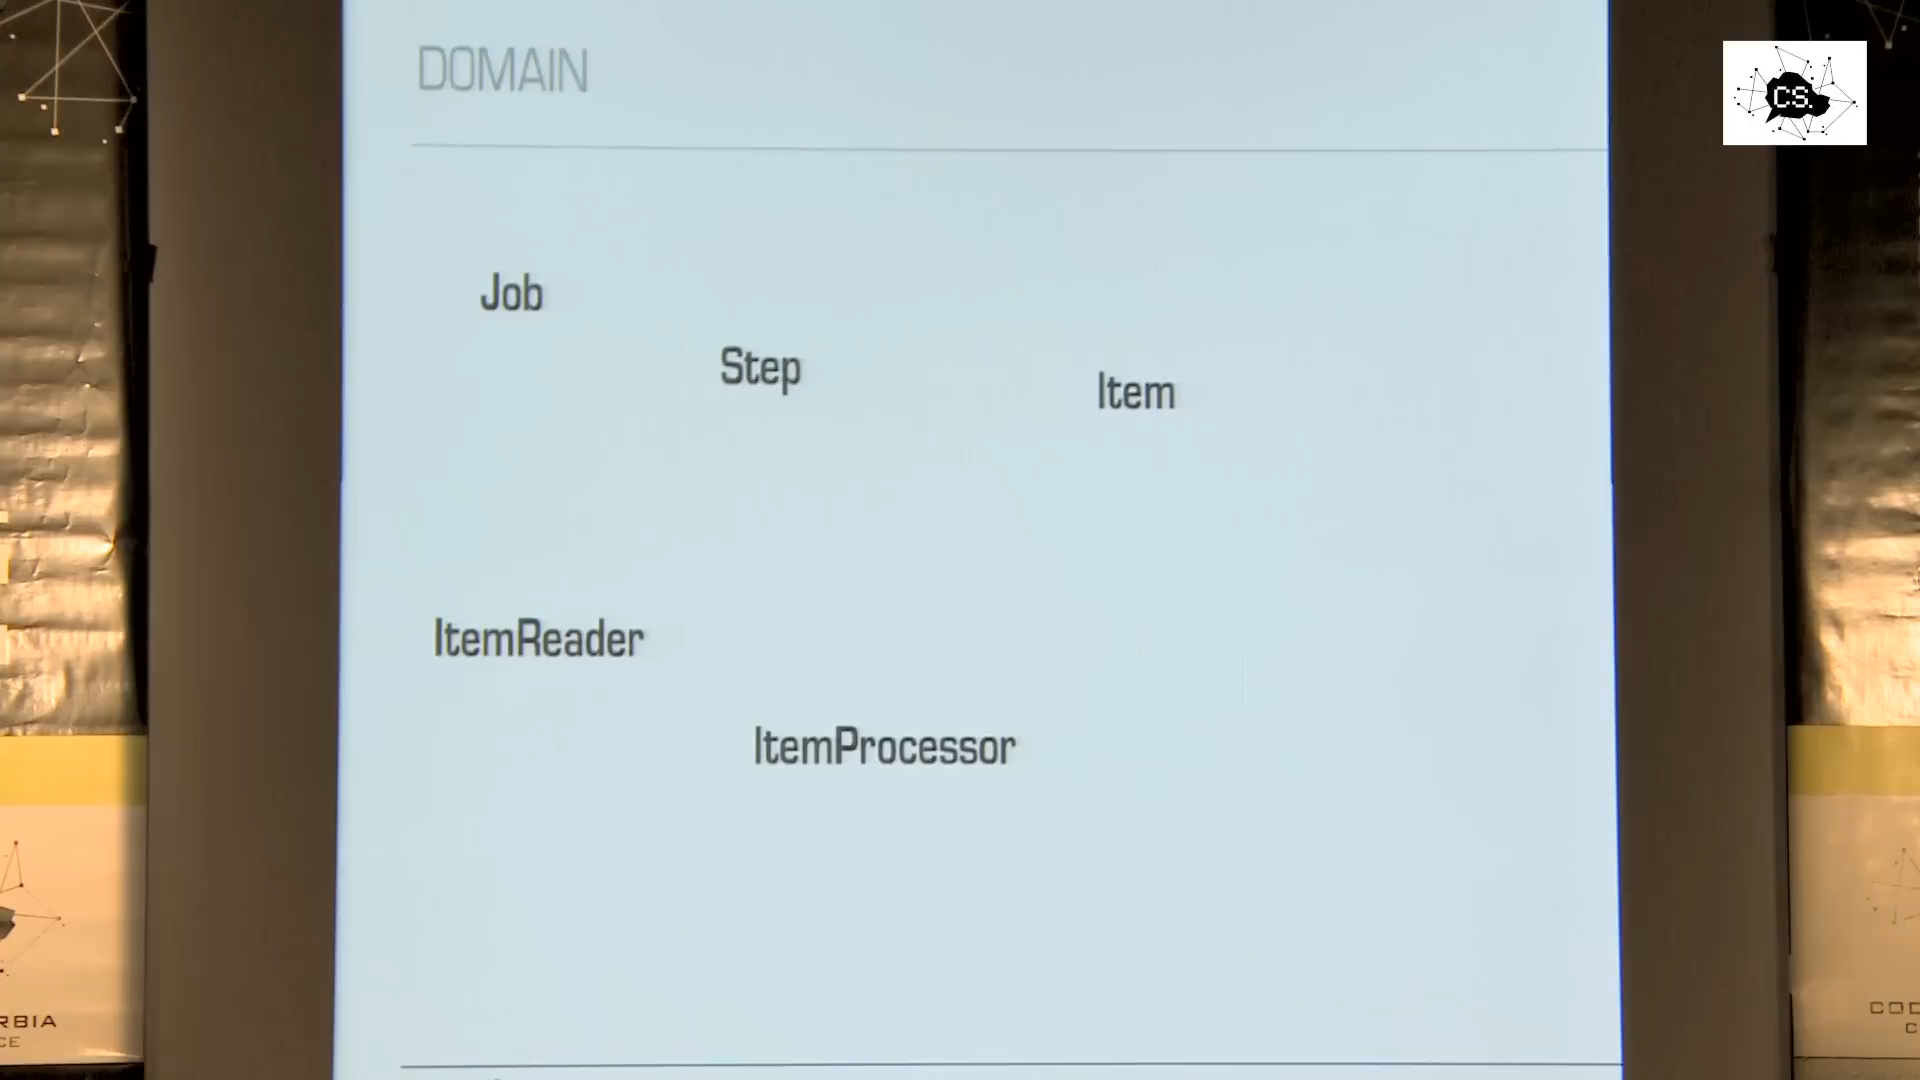 DOMAIN
CS.
Job
Step
Item
ItemReader
ItemProcessor
RBIA
CE
COD
C